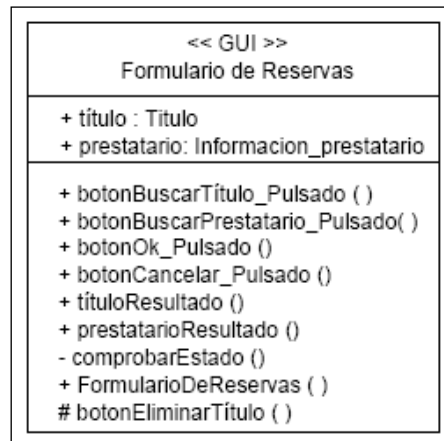 << GUI >>
Formulario de Reservas
+ título : Titulo
+ prestatario: Informacion_prestatario
+ botonBuscarTítulo_Pulsado ( )
+ botonBuscarPrestatario_Pulsado( )
+ botonOk_Pulsado ()
+ botonCancelar_Pulsado ()
+ títuloResultado ()
+ prestatarioResultado ()
- comprobarEstado ()
+ FormularioDeReservas ( )
# botonEliminarTítulo ( )